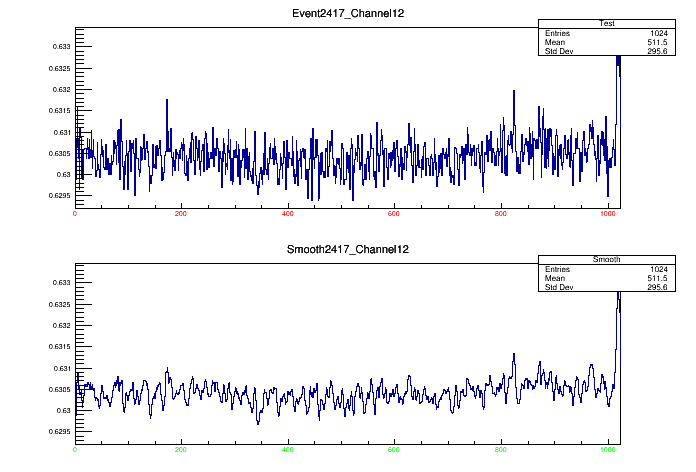 Event2417_Channel12
Test
Entries 1024
Mean 511.5
Std Dev 295.6
0.633
0.6325
0.632
0.6315
0.631
0.6305
0.63
0.6295
0 200 400 600 800 1000
Smooth2417_Channel12
Smooth
Entries 1024
Mean 511.5
Std Dev 295.6
0.633
0.6325
0.632
0.6315
0.631
0.6305
0.63
0.6295
0 200 400 600 800 1000